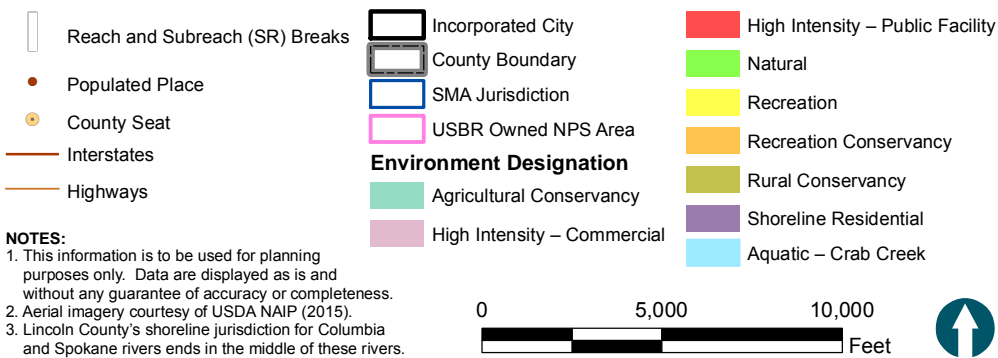 Reach and Subreach (SR) Breaks
Populated Place
County Seat
Interstates
Highways
NOTES:
1. This information is to be used for planning
purposes only. Data are displayed as is and
without any guarantee of accuracy or completeness.
2. Aerial imagery courtesy of USDA NAIP (2015).
3. Lincoln County's shoreline jurisdiction for Columbia
and Spokane rivers ends in the middle of these rivers.
Incorporated City
County Boundary
SMA Jurisdiction
USBR Owned NPS Area
Environment Designation
Agricultural Conservancy
High Intensity – Commercial
High Intensity – Public Facility
Natural
Recreation
Recreation Conservancy
Rural Conservancy
Shoreline Residential
Aquatic – Crab Creek
0 5,000 10,000
Feet